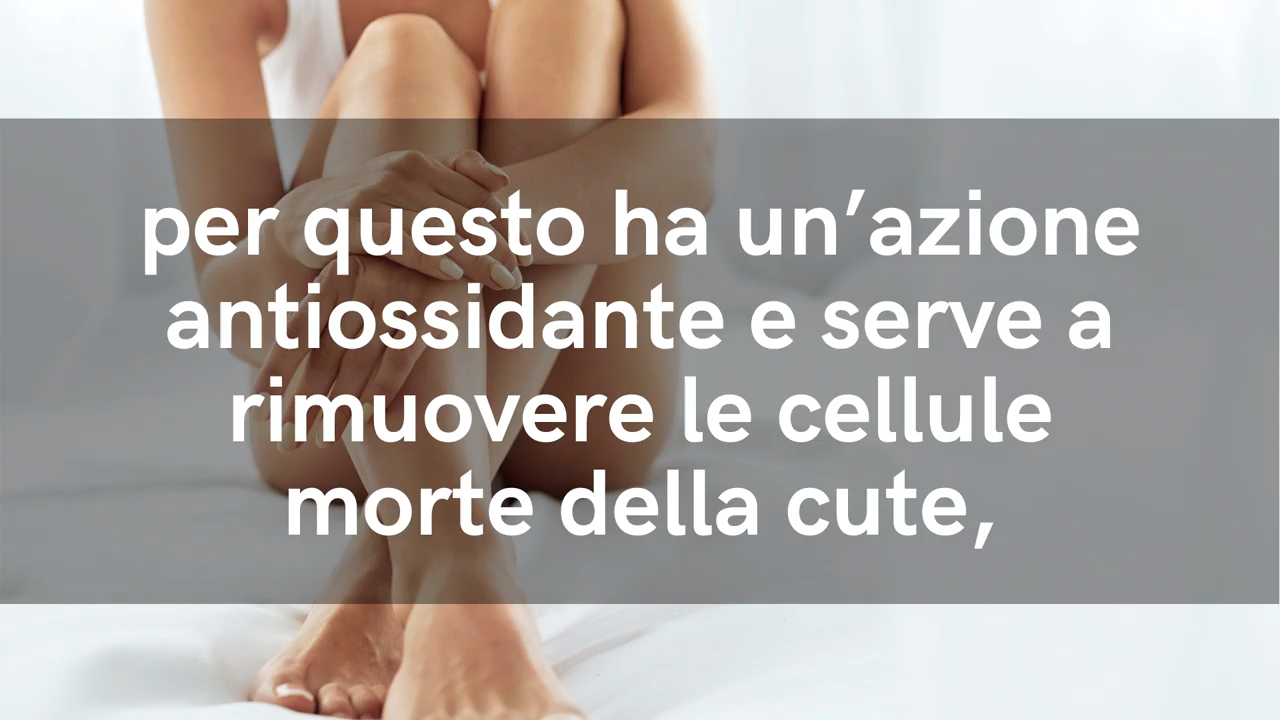 per questo ha un’azione
antiossidante e serve a
rimuovere le cellule
morte della cute,